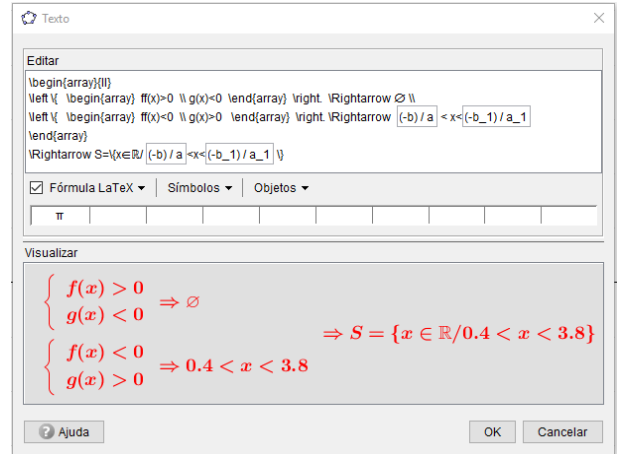 Texto
Editar
\begin{array}{ll}
\left \{ \begin{array} ff(x)>0 \\ g(x)<0 \end{array} \right. \Rightarrow ∅ \\
\left \{ \begin{array} ff(x)<0 \\ g(x)>0 \end{array} \right. \Rightarrow (-b) / a < x< (-b_1) / a_1
\end{array}
\Rightarrow S=\{x∈ℝ/ (-b) / a <x< (-b_1) / a_1 \}
Fórmula LaTeX Símbolos Objetos
π
Visualizar
f(x) > 0
g(x) < 0 ⇒ ∅
⇒ S = {x ∈ ℝ/0.4 < x < 3.8}
f(x) < 0
g(x) > 0 ⇒ 0.4 < x < 3.8
Ajuda OK Cancelar